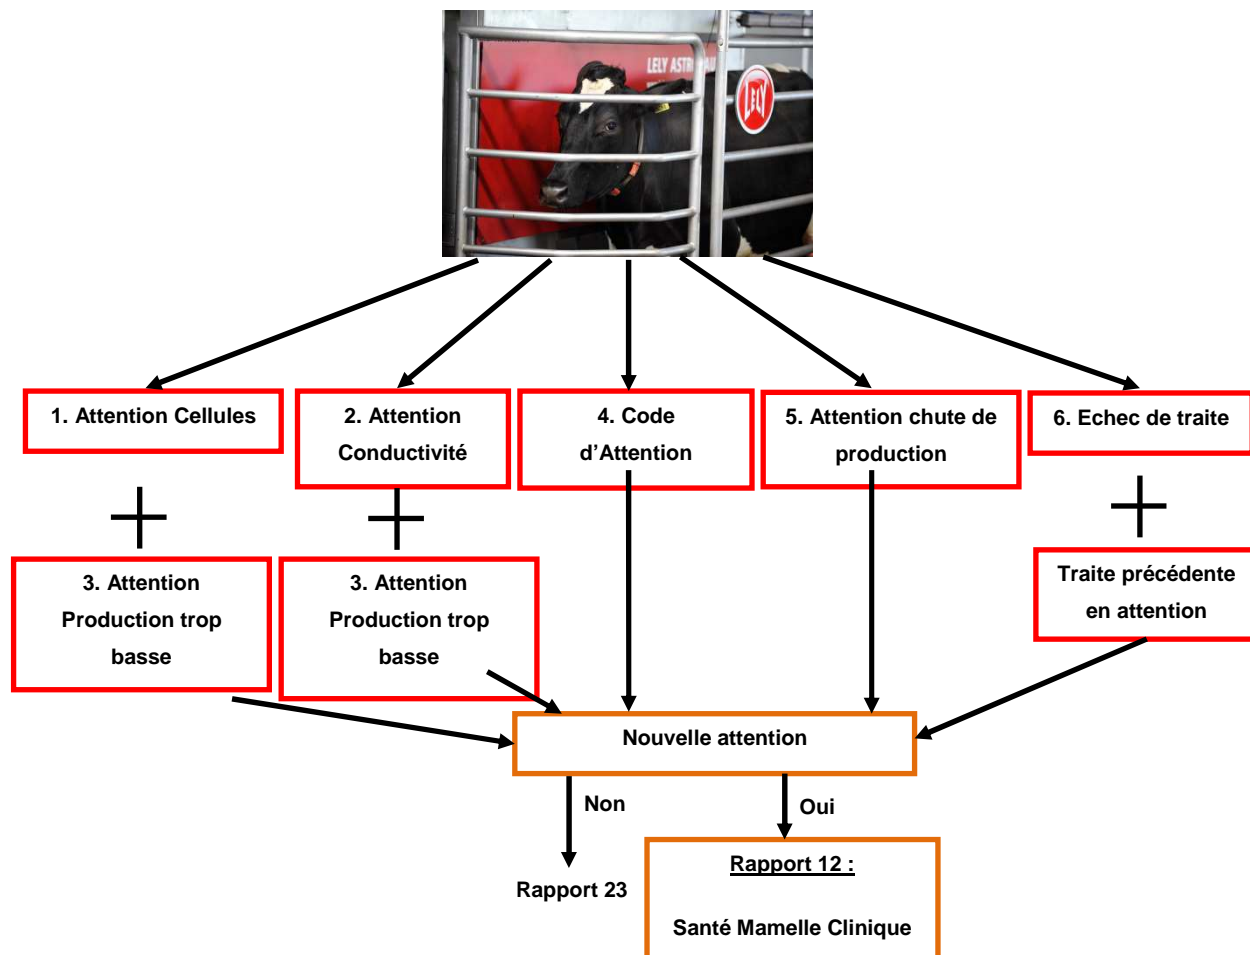 LELY ASTRONAU
LELY
1. Attention Cellules
2. Attention
Conductivité
4. Code
d'Attention
5. Attention chute de
production
6. Echec de traite
3. Attention
Production trop
basse
3. Attention
Production trop
basse
Traite précédente
en attention
Nouvelle attention
Non
Oui
Rapport 23
Rapport 12 :
Santé Mamelle Clinique